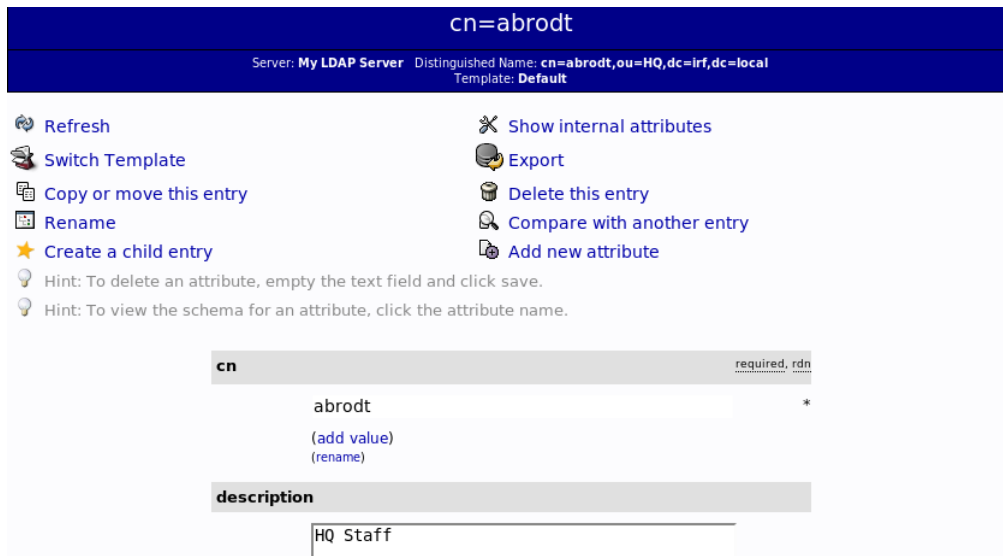 cn=abrodt
Server: My LDAP Server Distinguished Name: cn=abrodt,ou=HQ,dc=irf,dc=local
Template: Default
Refresh
Show internal attributes
Switch Template
Export
Copy or move this entry
Delete this entry
Rename
Compare with another entry
Create a child entry
Add new attribute
Hint: To delete an attribute, empty the text field and click save.
Hint: To view the schema for an attribute, click the attribute name.
cn required, rdn
abrodt *
(add value)
(rename)
description
HQ Staff